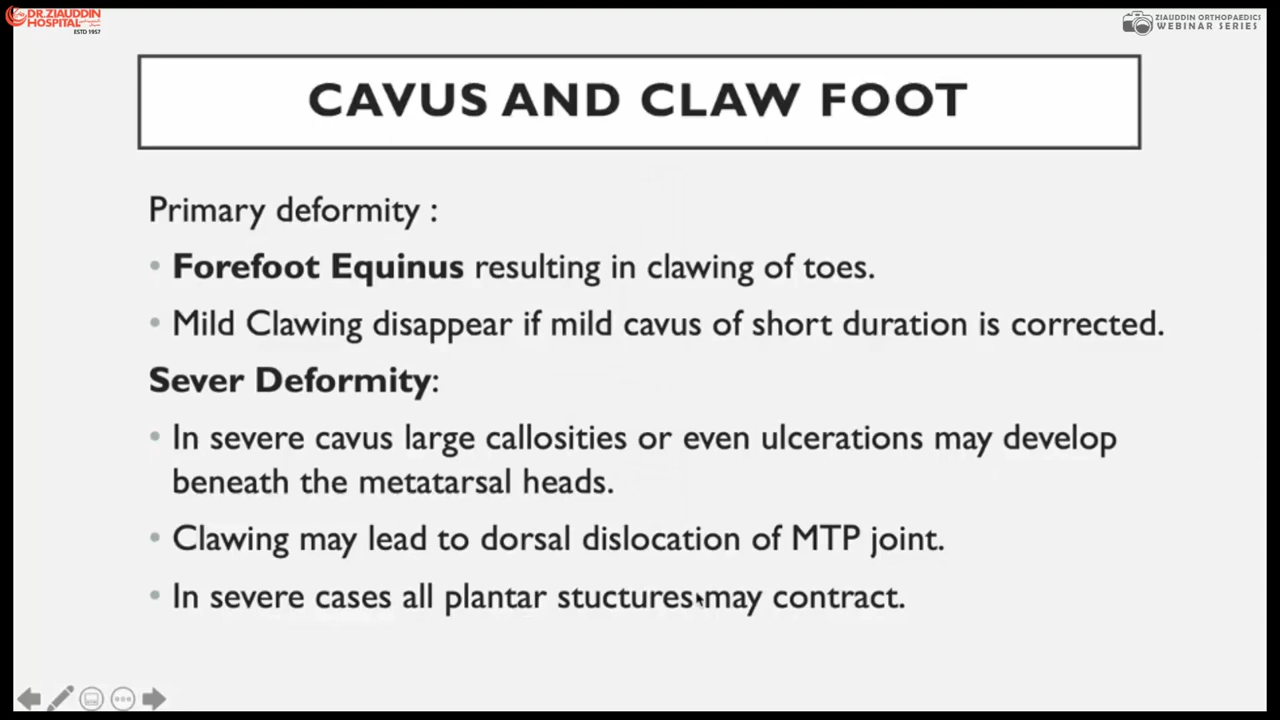 DR.ZIAUDDIN
HOSPITAL
ESTD 1957
ZIAUDDIN ORTHOPAEDICS
WEBINAR SERIES
CAVUS AND CLAW FOOT
Primary deformity :
• Forefoot Equinus resulting in clawing of toes.
• Mild Clawing disappear if mild cavus of short duration is corrected.
Sever Deformity:
• In severe cavus large callosities or even ulcerations may develop
beneath the metatarsal heads.
• Clawing may lead to dorsal dislocation of MTP joint.
• In severe cases all plantar stuctures may contract.